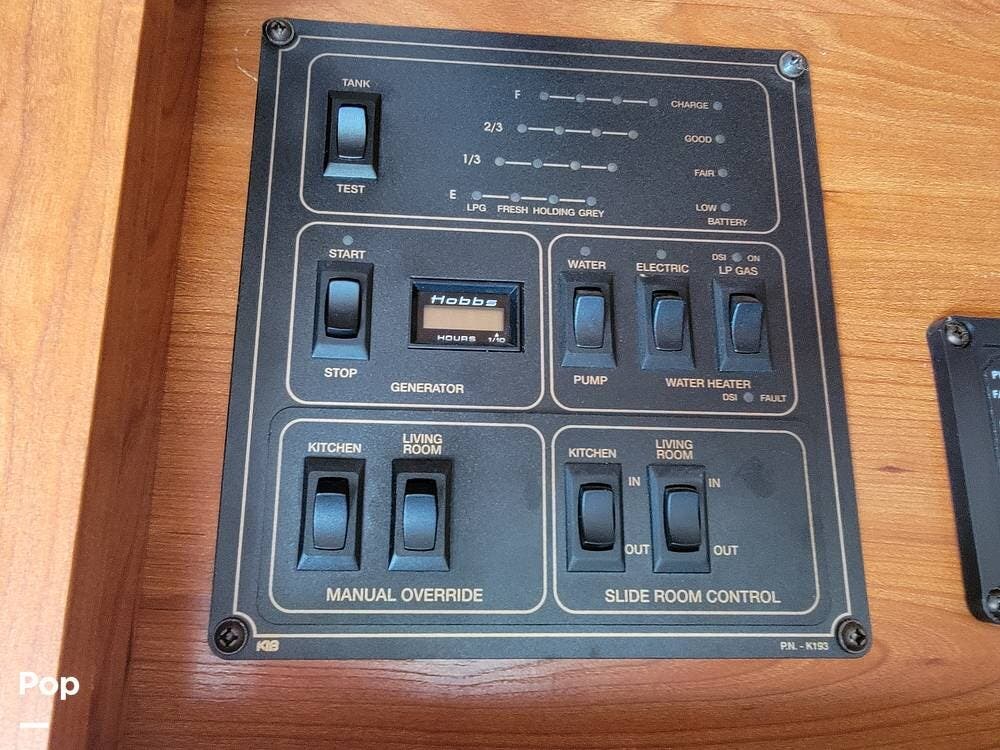 TANK
TEST
F
2/3
1/3
E
LPG FRESH HOLDING GREY
CHARGE
GOOD
FAIR
LOW
BATTERY
START
STOP
Hobbs
HOURS 1/10
GENERATOR
WATER
PUMP
ELECTRIC
DSI ON
LP GAS
WATER HEATER
DSI FAULT
KITCHEN
LIVING
ROOM
MANUAL OVERRIDE
KITCHEN
IN
OUT
LIVING
ROOM
IN
OUT
SLIDE ROOM CONTROL
KIB
P.N. - K193
Pop